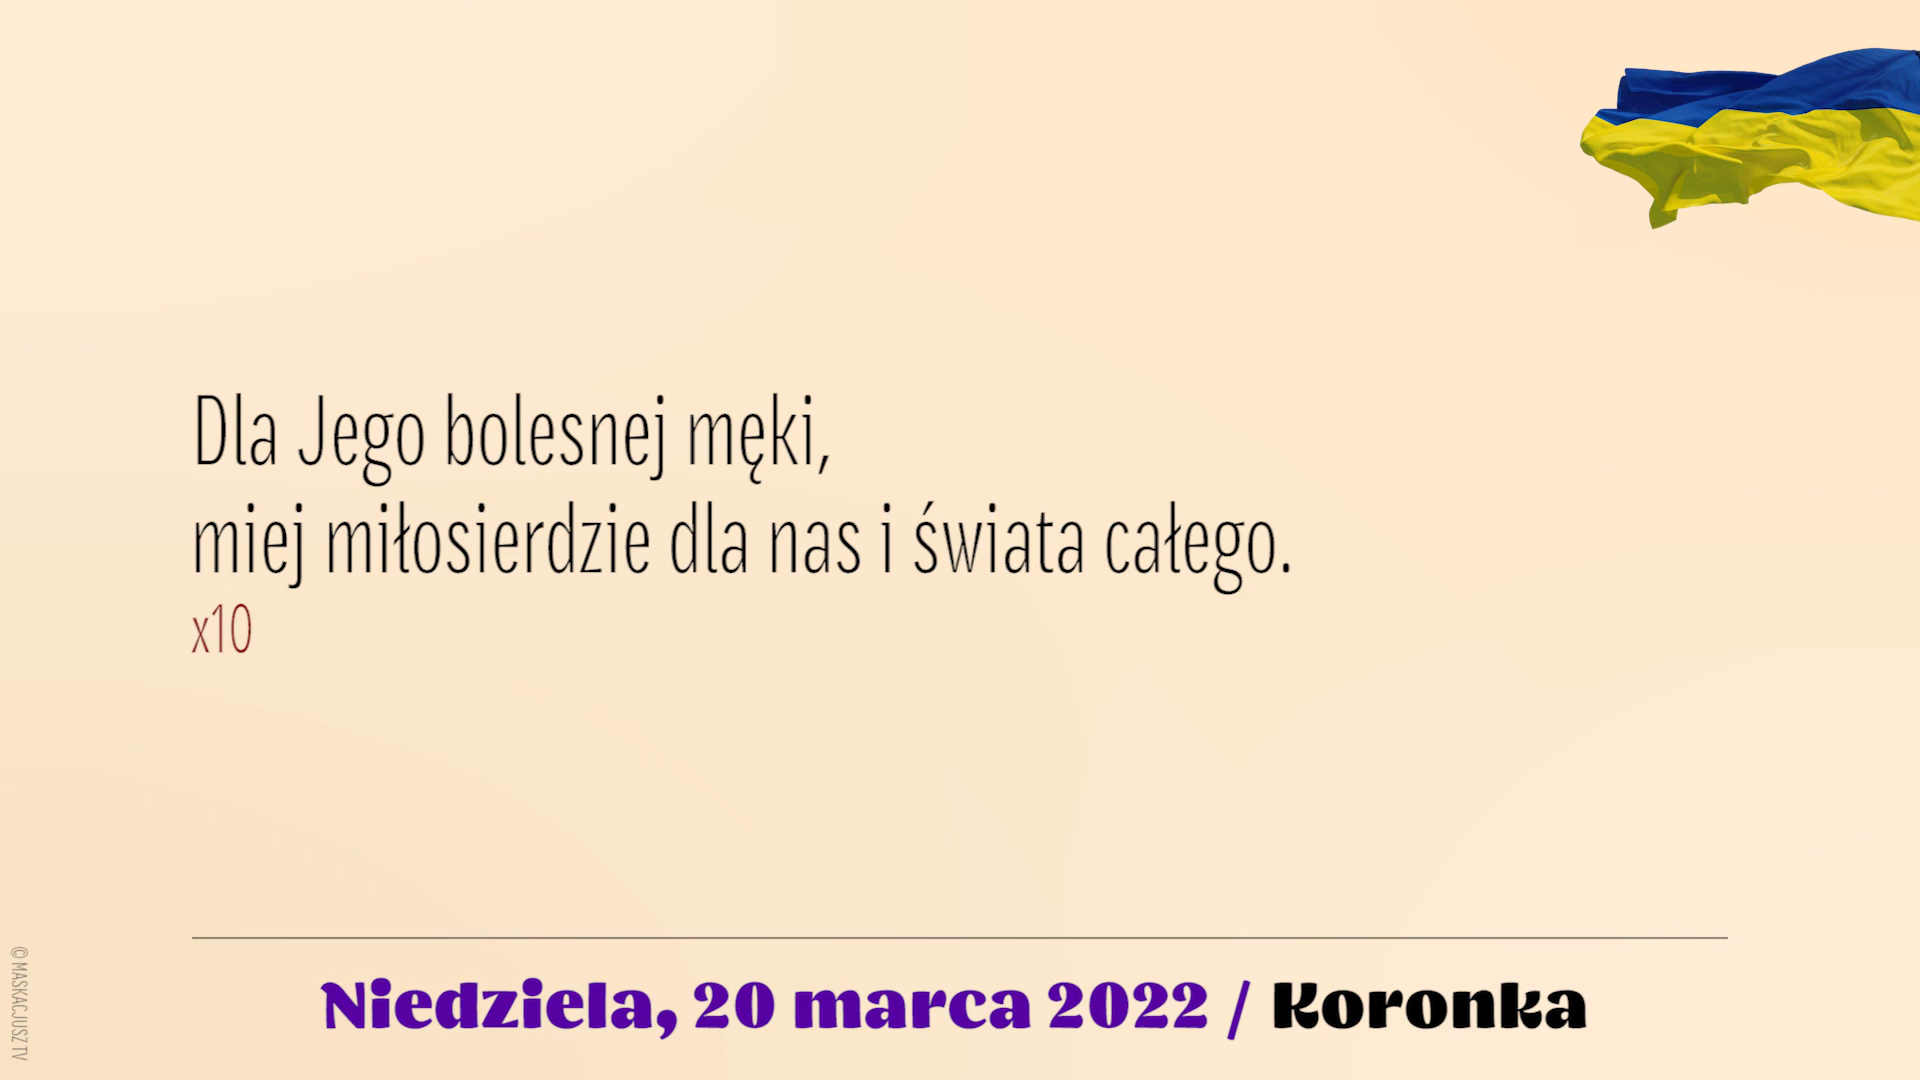 Dla Jego bolesnej męki,
miej miłosierdzie dla nas i świata całego.
x10
Niedziela, 20 marca 2022 / Koronka
© MASKACJUSZ TV